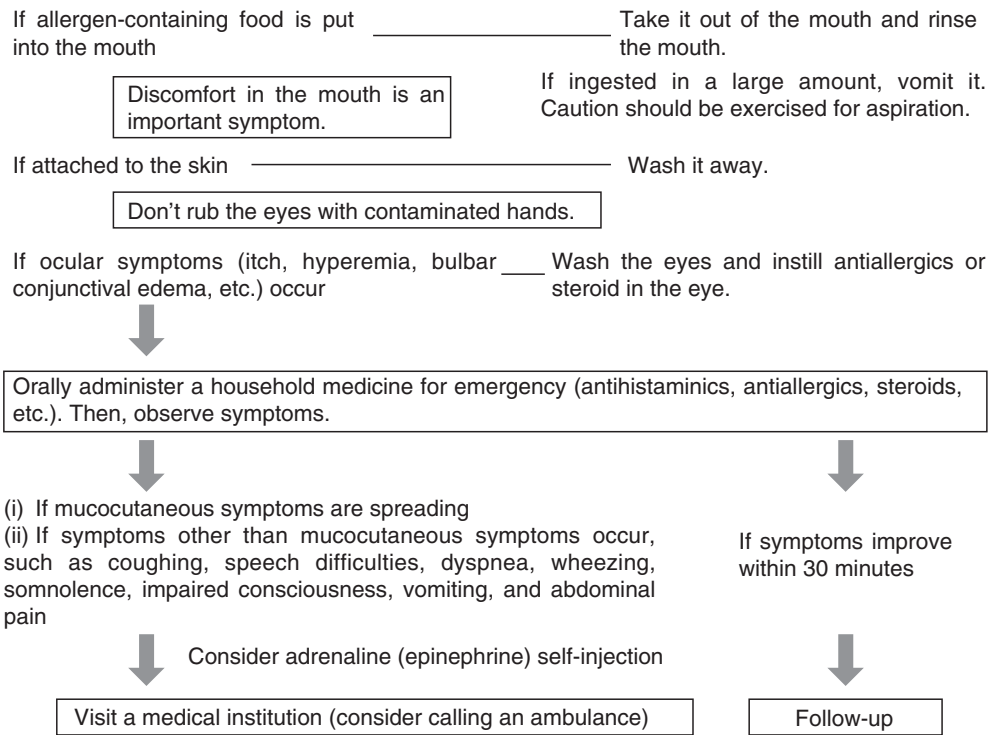 If allergen-containing food is put
into the mouth
Take it out of the mouth and rinse
the mouth.
Discomfort in the mouth is an
important symptom.
If ingested in a large amount, vomit it.
Caution should be exercised for aspiration.
If attached to the skin
Wash it away.
Don't rub the eyes with contaminated hands.
If ocular symptoms (itch, hyperemia, bulbar
conjunctival edema, etc.) occur
Wash the eyes and instill antiallergics or
steroid in the eye.
Orally administer a household medicine for emergency (antihistaminics, antiallergics, steroids,
etc.). Then, observe symptoms.
(i) If mucocutaneous symptoms are spreading
(ii) If symptoms other than mucocutaneous symptoms occur,
such as coughing, speech difficulties, dyspnea, wheezing,
somnolence, impaired consciousness, vomiting, and abdominal
pain
If symptoms improve
within 30 minutes
Consider adrenaline (epinephrine) self-injection
Visit a medical institution (consider calling an ambulance)
Follow-up